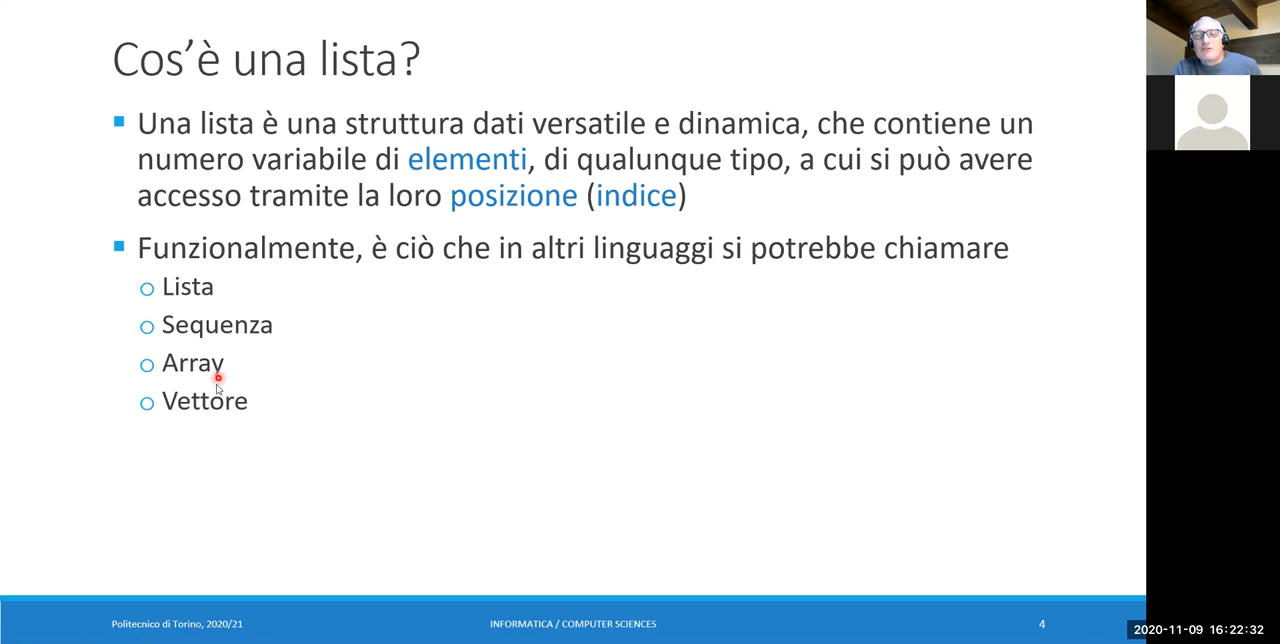 Cos’è una lista?
Una lista è una struttura dati versatile e dinamica, che contiene un
numero variabile di elementi, di qualunque tipo, a cui si può avere
accesso tramite la loro posizione (indice)
Funzionalmente, è ciò che in altri linguaggi si potrebbe chiamare
Lista
Sequenza
Array
Vettore
Politecnico di Torino, 2020/21
INFORMATICA / COMPUTER SCIENCES
4
2020-11-09 16:22:32